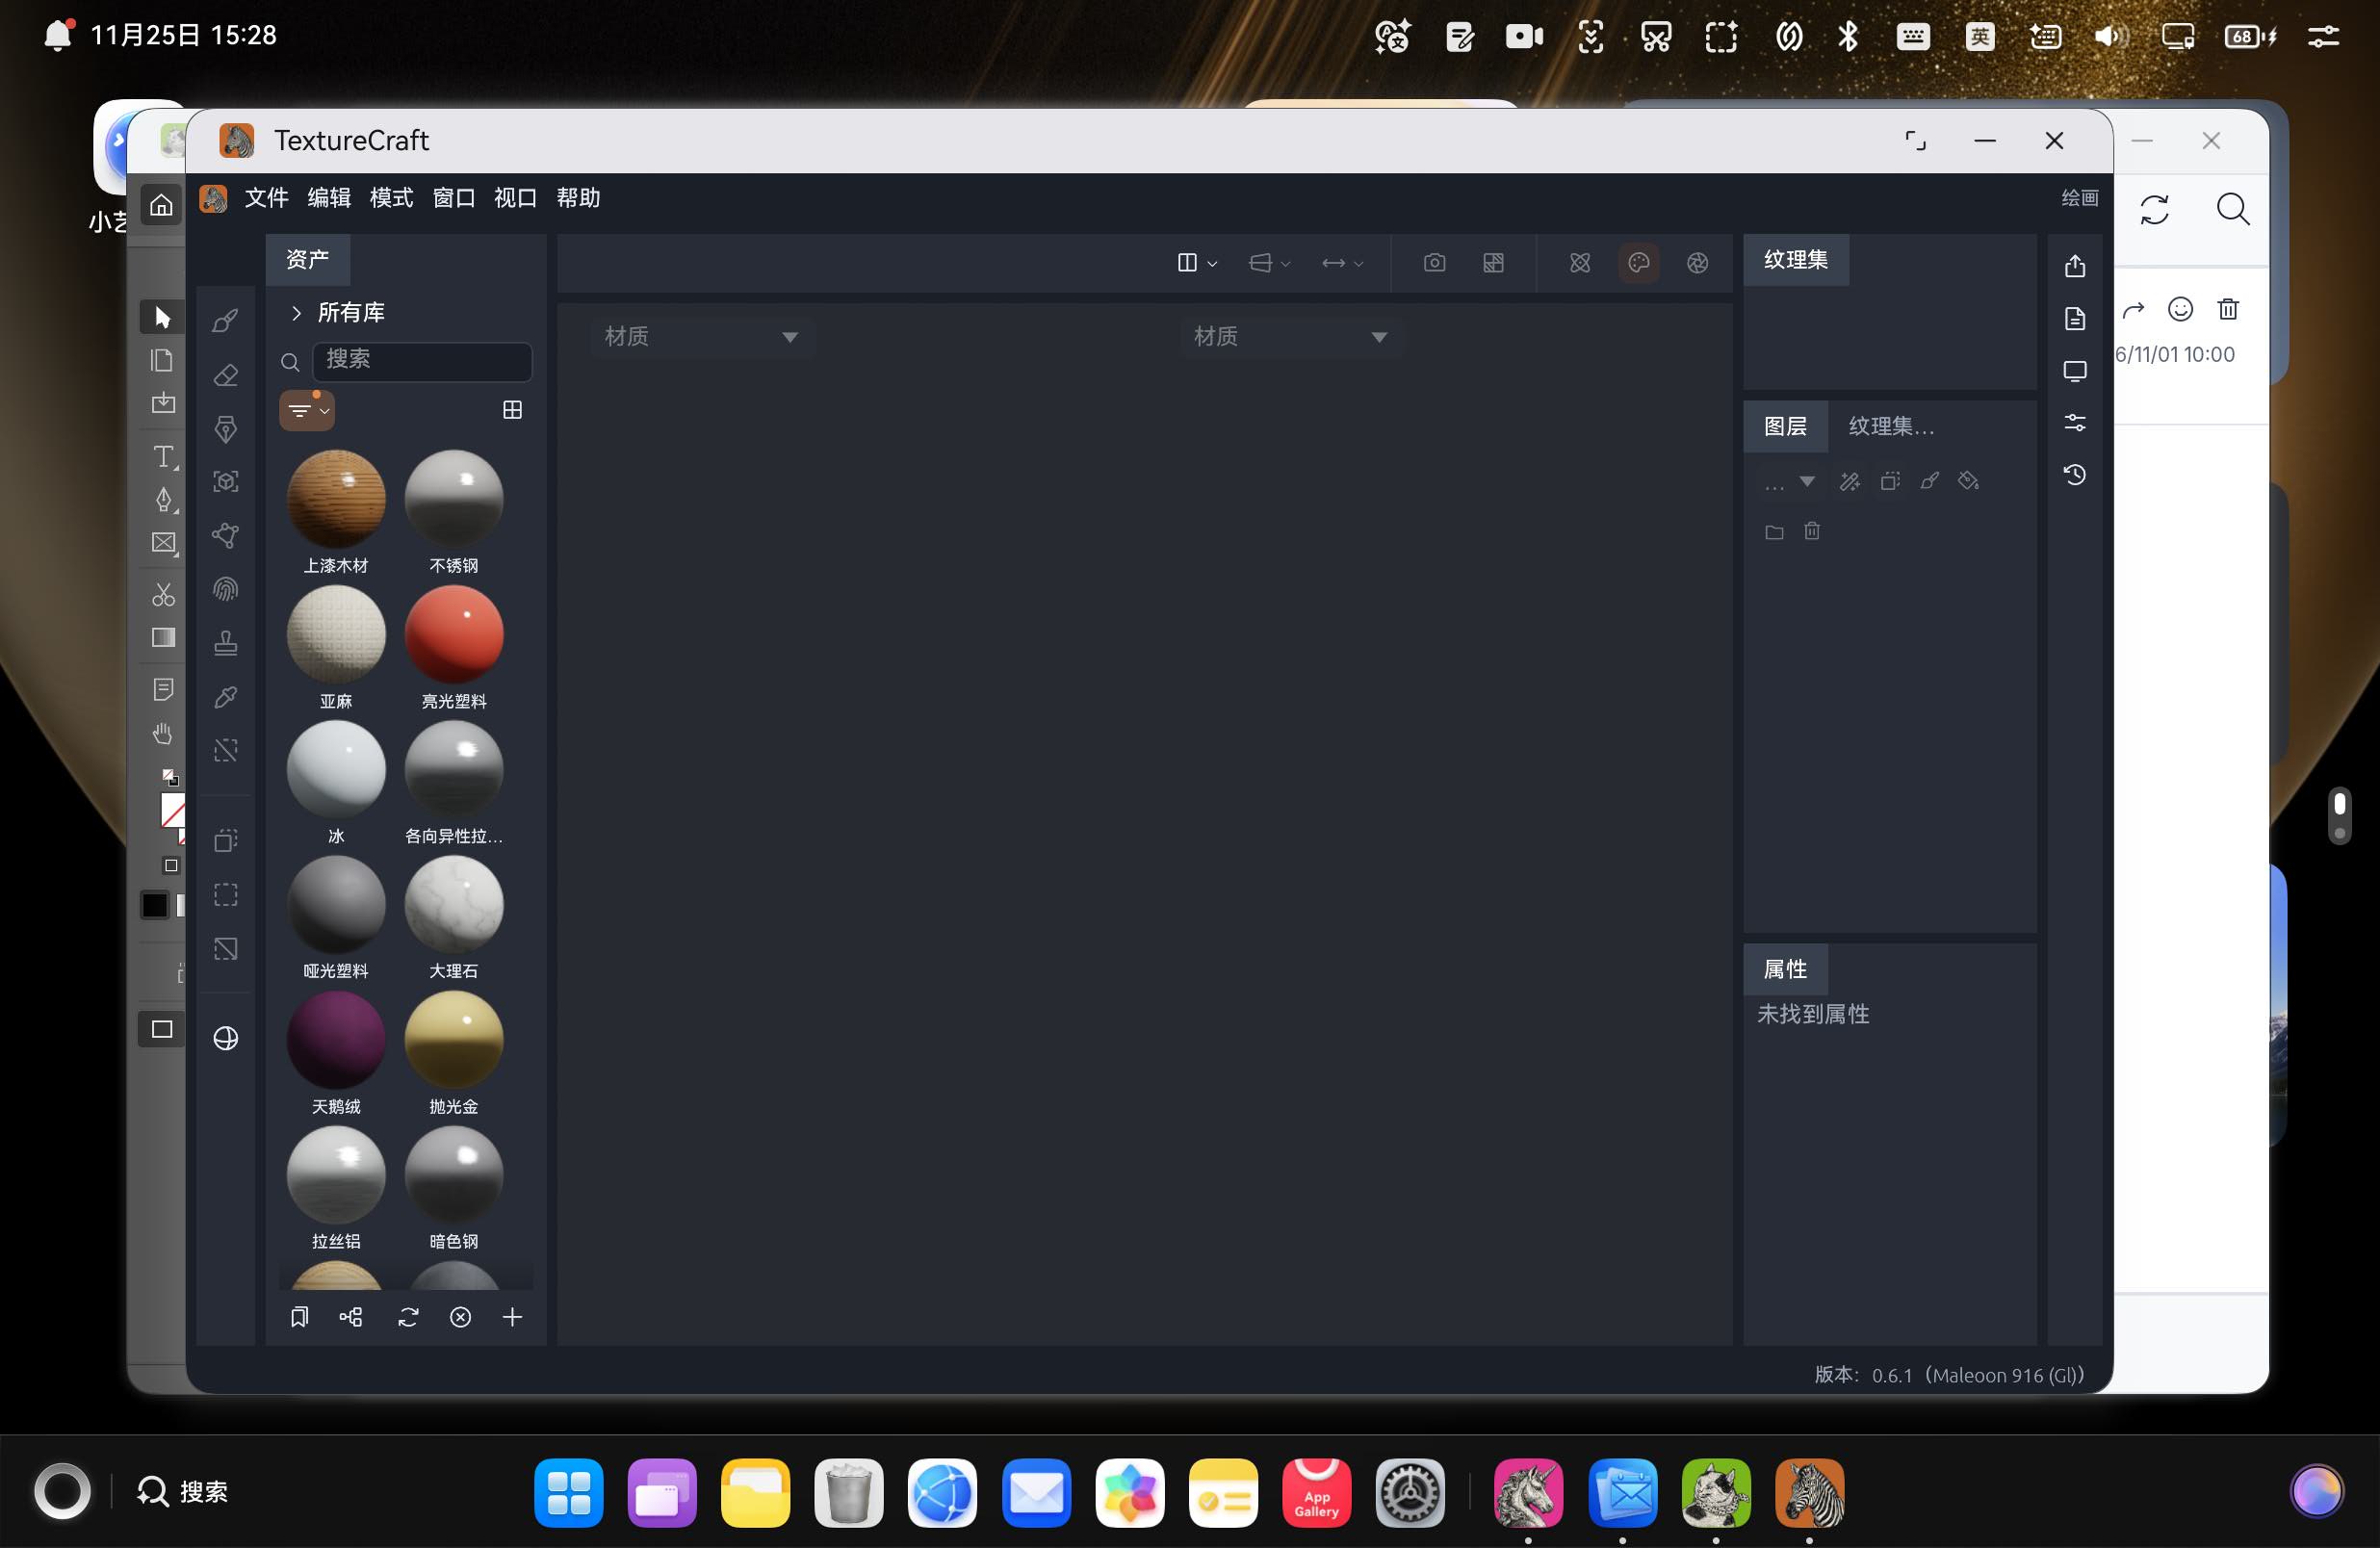 11月25日 15:28
英
68
小艺
TextureCraft
文件 编辑 模式 窗口 视口 帮助
绘画
资产
所有库
搜索
上漆木材 不锈钢
亚麻 亮光塑料
冰 各向异性拉...
哑光塑料 大理石
天鹅绒 抛光金
拉丝铝 暗色钢
材质 材质
纹理集
图层 纹理集...
...
属性
未找到属性
6/11/01 10:00
版本： 0.6.1 （Maleoon 916 (Gl)）
搜索
App
Gallery